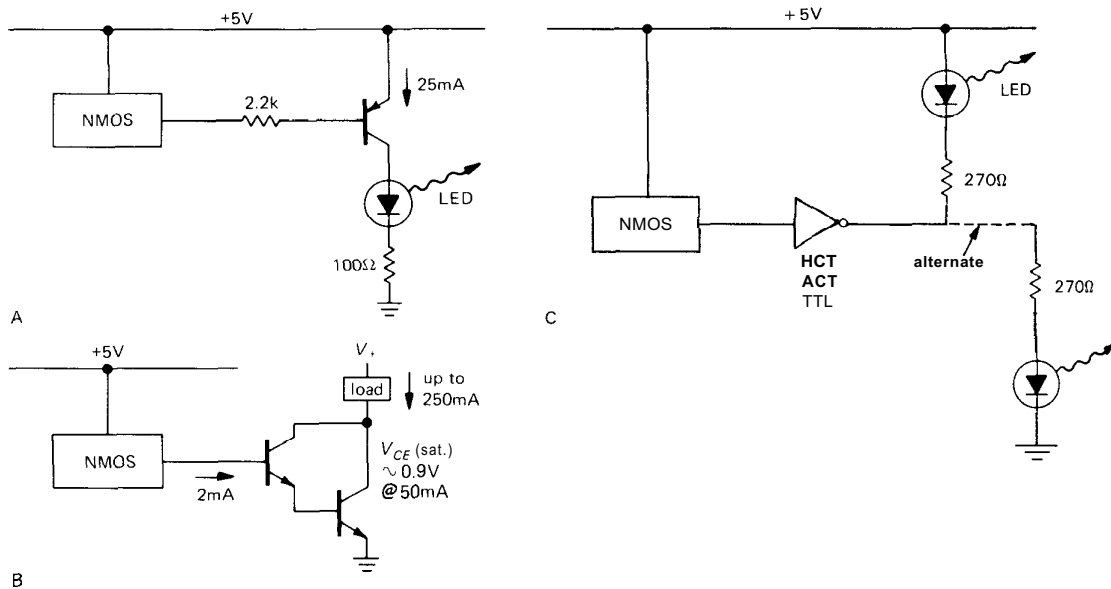 +5V
NMOS
2.2k
25mA
LED
100Ω
A
+5V
NMOS
2mA
V+
load
up to
250mA
VCE (sat.)
~ 0.9V
@50mA
B
+5V
LED
270Ω
NMOS
HCT
ACT
TTL
alternate
270Ω
C